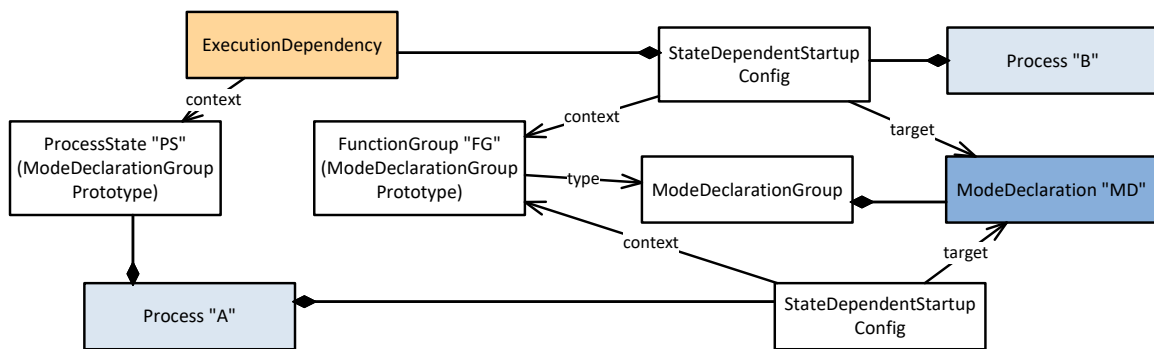 ExecutionDependency
StateDependentStartup
Config
Process "B"
context
context
target
ProcessState "PS"
(ModeDeclarationGroup
Prototype)
FunctionGroup "FG"
(ModeDeclarationGroup
Prototype)
type
ModeDeclarationGroup
ModeDeclaration "MD"
context
target
Process "A"
StateDependentStartup
Config